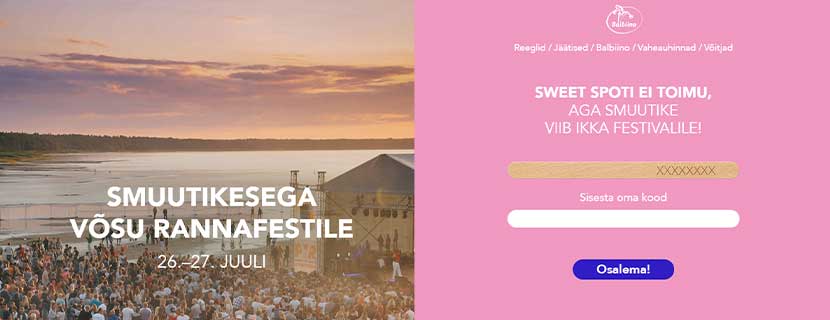 SMUUTIKESEGA
VÕSU RANNAFESTILE
26.–27. JUULI
Balbiino
Reeglid / Jäätised / Balbiino / Vaheauhinnad / Võitjad
SWEET SPOTI EI TOIMU,
AGA SMUUTIKE
VIIB IKKA FESTIVALILE!
XXXXXXXX
Sisesta oma kood
Osalema!